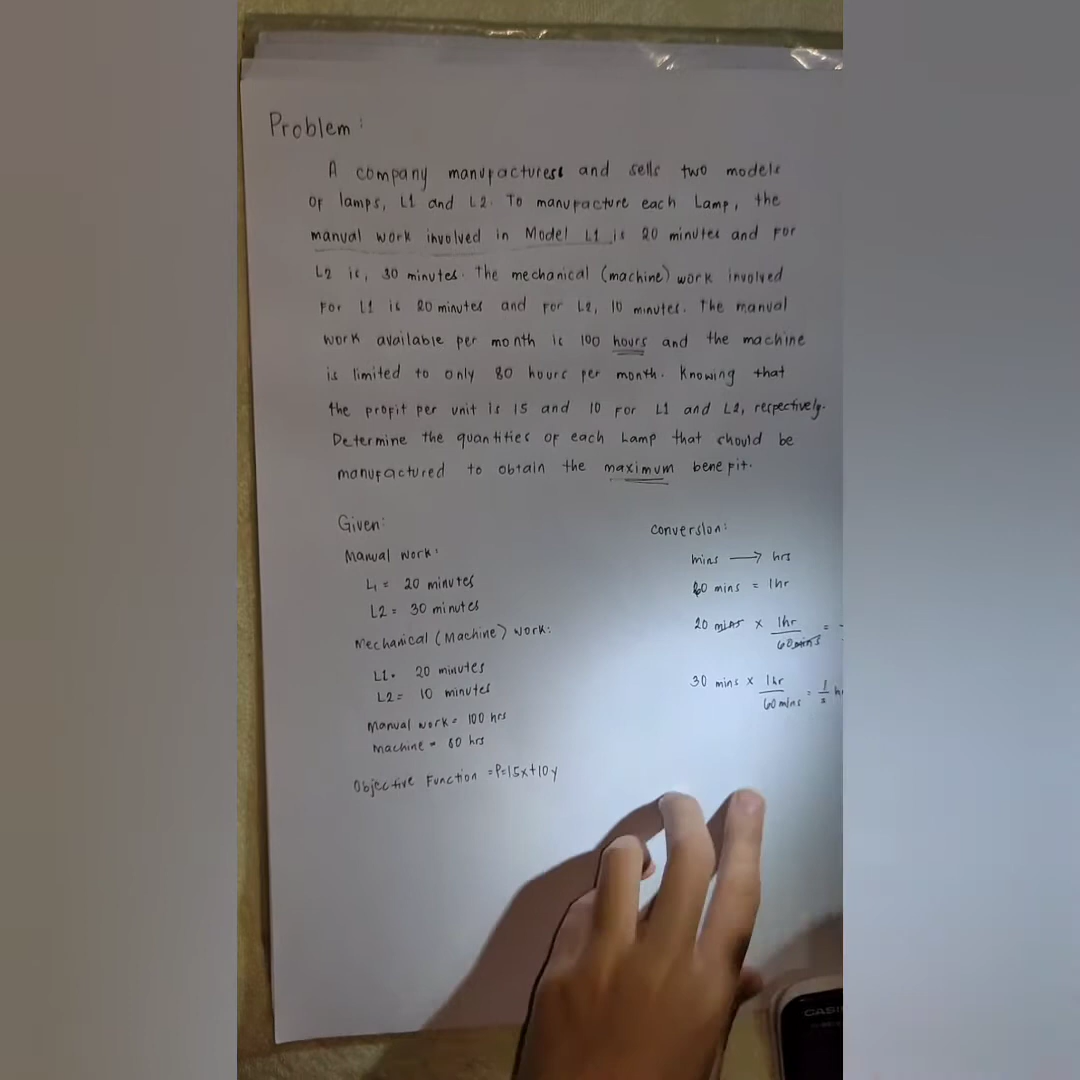 Problem:
A company manufactures and sells two models
of lamps, L1 and L2. To manufacture each Lamp, the
manual work involved in Model L1 is 20 minutes and for
L2 is, 30 minutes. The mechanical (machine) work involved
for L1 is 20 minutes and for L2, 10 minutes. The manual
work available per month is 100 hours and the machine
is limited to only 80 hours per month. Knowing that
the profit per unit is 15 and 10 for L1 and L2, respectively.
Determine the quantities of each Lamp that should be
manufactured to obtain the maximum benefit.
Given:
Manual work:
L1 = 20 minutes
L2 = 30 minutes
Mechanical (Machine) work:
L1= 20 minutes
L2= 10 minutes
Manual work= 100 hrs
machine = 80 hrs
Objective Function =P=15x+10y
Conversion:
mins → hrs
60 mins = 1hr
20 mins × 1hr/60mins =
30 mins × 1hr/60mins = 1/2
CASIO